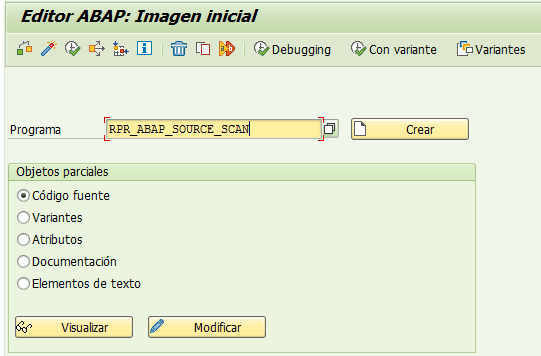 Editor ABAP: Imagen inicial
Debugging Con variante Variantes
Programa RPR_ABAP_SOURCE_SCAN Crear
Objetos parciales
Código fuente
Variantes
Atributos
Documentación
Elementos de texto
Visualizar Modificar